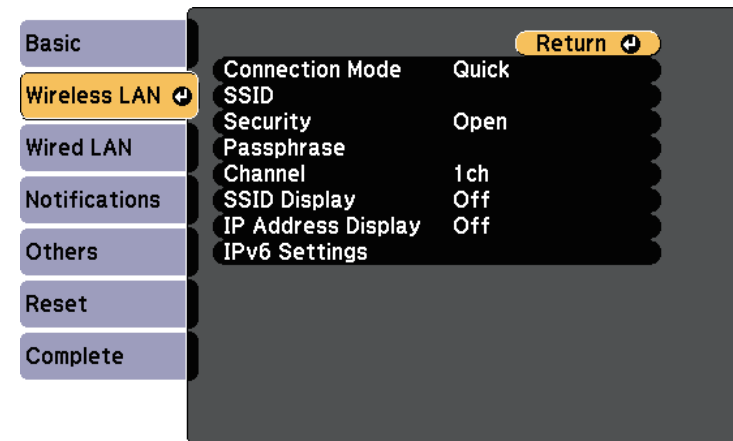 Basic
Wireless LAN
Wired LAN
Notifications
Others
Reset
Complete
Return
Connection Mode Quick
SSID
Security Open
Passphrase
Channel 1ch
SSID Display Off
IP Address Display Off
IPv6 Settings